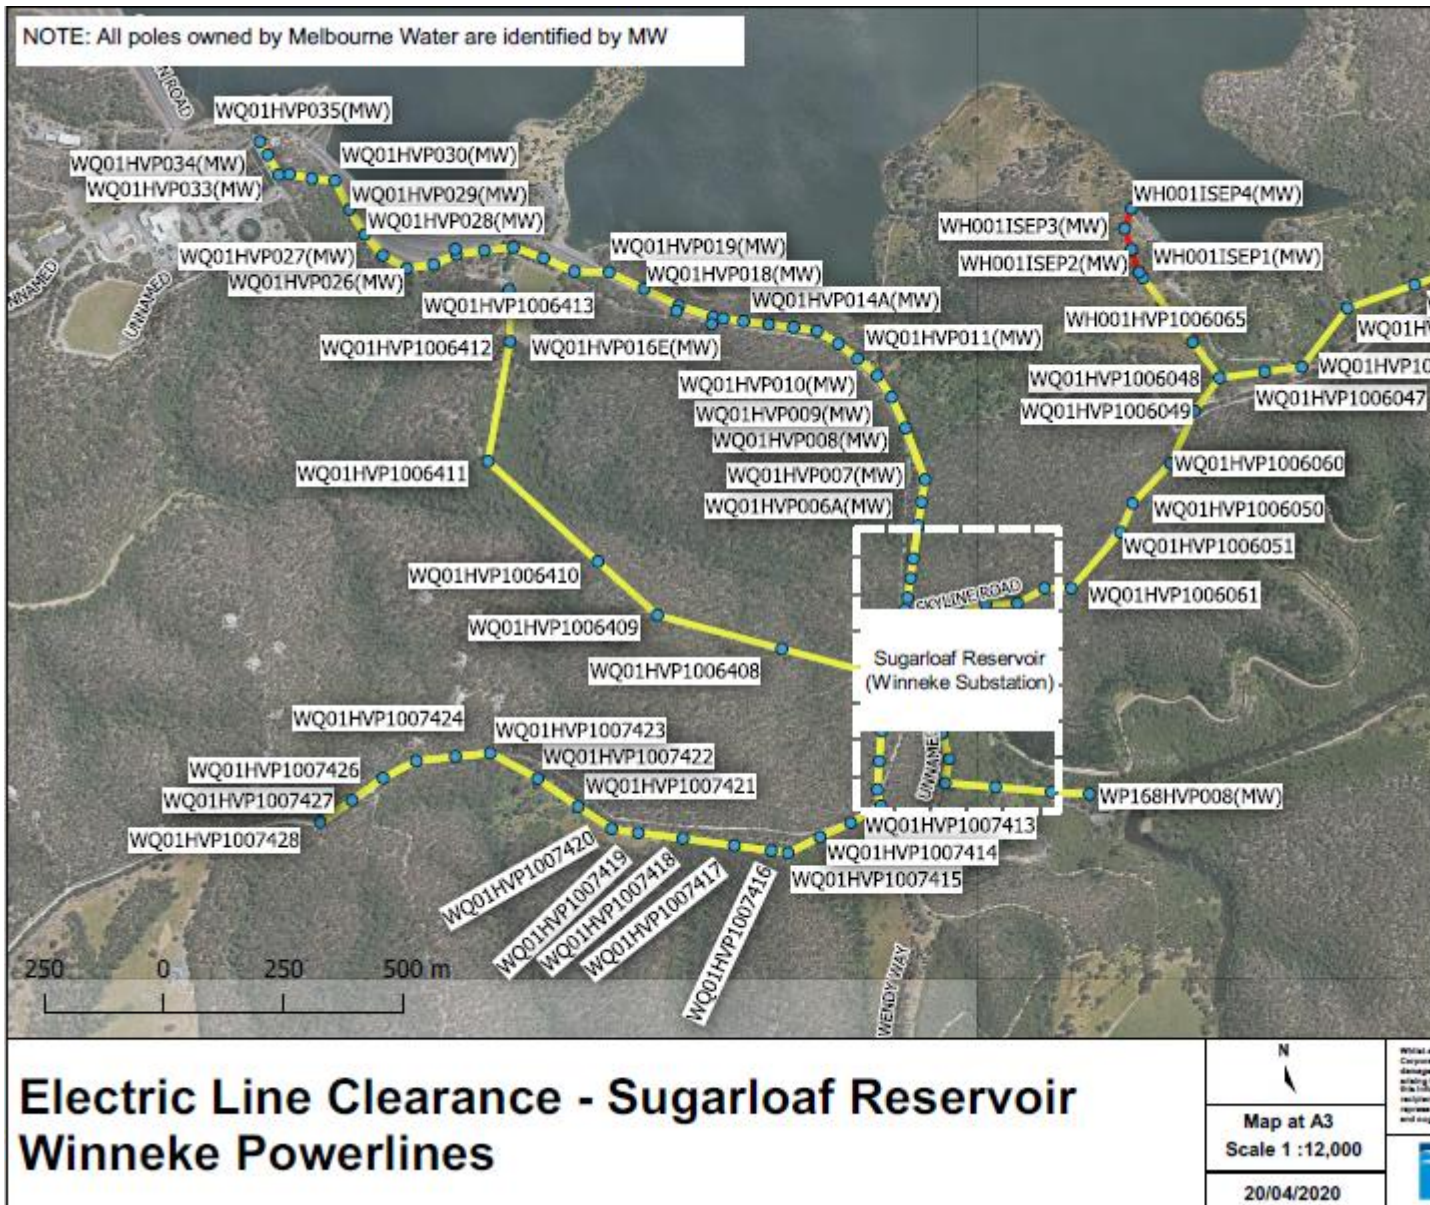 NOTE: All poles owned by Melbourne Water are identified by MW
ROAD
WQ01HVP035(MW)
WQ01HVP034(MW)
WQ01HVP033(MW)
WQ01HVP030(MW)
WQ01HVP029(MW)
WQ01HVP028(MW)
WQ01HVP027(MW)
WQ01HVP026(MW)
UNNAMED
WQ01HVP019(MW)
WQ01HVP018(MW)
WQ01HVP014A(MW)
WQ01HVP1006413
WQ01HVP1006412
WQ01HVP016E(MW)
WQ01HVP011(MW)
WQ01HVP010(MW)
WQ01HVP009(MW)
WQ01HVP008(MW)
WQ01HVP007(MW)
WQ01HVP006A(MW)
WH001ISEP4(MW)
WH001ISEP3(MW)
WH001ISEP1(MW)
WH001ISEP2(MW)
WH001HVP1006065
WQ01HVP1006048
WQ01HVP1006047
WQ01HVP1006049
WQ01HVP1006060
WQ01HVP1006050
WQ01HVP1006051
WQ01HVP1006061
WQ01HVP1006411
WQ01HVP1006410
WQ01HVP1006409
WQ01HVP1006408
SKYLINE ROAD
Sugarloaf Reservoir
(Winneke Substation)
WQ01HVP1007424
WQ01HVP1007423
WQ01HVP1007422
WQ01HVP1007421
WQ01HVP1007426
WQ01HVP1007427
WQ01HVP1007428
WQ01HVP1007420
WQ01HVP1007419
WQ01HVP1007418
WQ01HVP1007417
WQ01HVP1007416
WQ01HVP1007413
WQ01HVP1007414
WQ01HVP1007415
WP168HVP008(MW)
WENDY WAY
250 0 250 500 m
Electric Line Clearance - Sugarloaf Reservoir
Winneke Powerlines
N
Map at A3
Scale 1 :12,000
20/04/2020